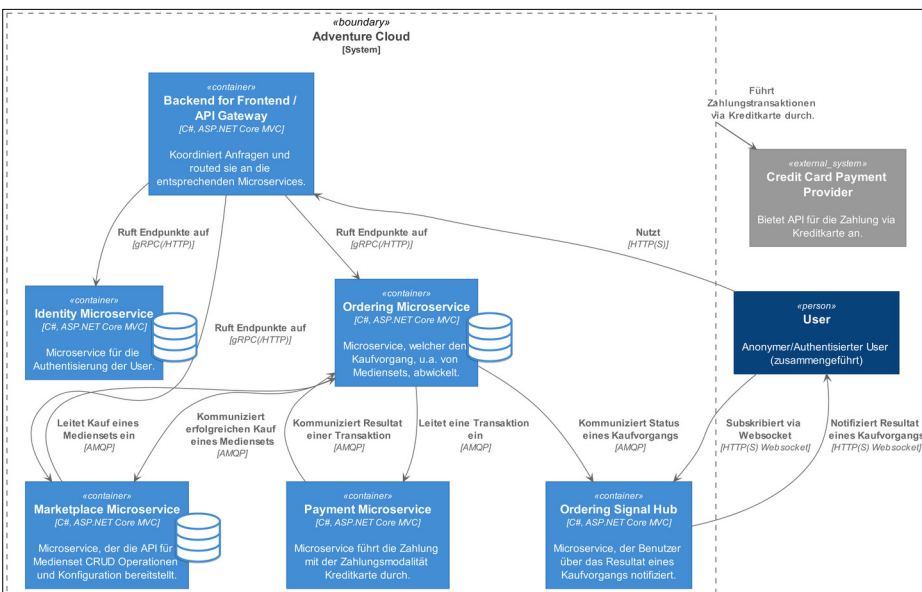 «boundary»
Adventure Cloud
[System]
«container»
Backend for Frontend /
API Gateway
[C#, ASP.NET Core MVC]
Koordiniert Anfragen und
routed sie an die
entsprechenden Microservices.
Führt
Zahlungstransaktionen
via Kreditkarte durch.
«external_system»
Credit Card Payment
Provider
Bietet API für die Zahlung via
Kreditkarte an.
Ruft Endpunkte auf
[gRPC(/HTTP)]
Ruft Endpunkte auf
[gRPC(/HTTP)]
Nutzt
[HTTP(S)]
«container»
Identity Microservice
[C#, ASP.NET Core MVC]
Microservice für die
Authentisierung der User.
Ruft Endpunkte auf
[gRPC(/HTTP)]
«container»
Ordering Microservice
[C#, ASP.NET Core MVC]
Microservice, welcher den
Kaufvorgang, u.a. von
Mediensets, abwickelt.
«person»
User
Anonymer/Authentisierter User
(zusammengeführt)
Leitet Kauf eines
Mediensets ein
[AMQP]
Kommuniziert
erfolgreichen Kauf
eines Mediensets
[AMQP]
Kommuniziert Resultat
einer Transaktion
[AMQP]
Leitet eine Transaktion
ein
[AMQP]
Kommuniziert Status
eines Kaufvorgangs
[AMQP]
Subskribiert via
Websocket
[HTTP(S) Websocket]
Notifiziert Resultat
eines Kaufvorgangs
[HTTP(S) Websocket]
«container»
Marketplace Microservice
[C#, ASP.NET Core MVC]
Microservice, der die API für
Medienset CRUD Operationen
und Konfiguration bereitstellt.
«container»
Payment Microservice
[C#, ASP.NET Core MVC]
Microservice führt die Zahlung
mit der Zahlungsmodalität
Kreditkarte durch.
«container»
Ordering Signal Hub
[C#, ASP.NET Core MVC]
Microservice, der Benutzer
über das Resultat eines
Kaufvorgangs notifiziert.